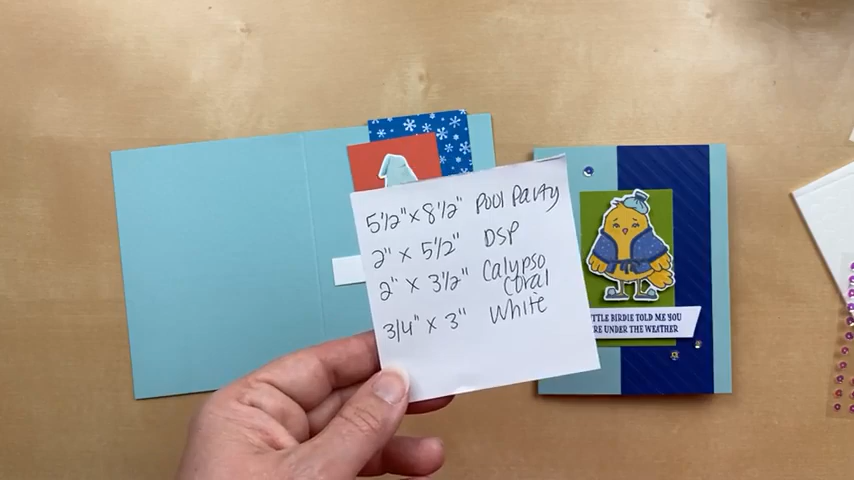 5 1/2" x 8 1/2" Pool Party
2" x 5 1/2" DSP
2" x 3 1/2" Calypso
Coral
3/4" x 3" White
ITTLE BIRDIE TOLD ME YOU
RE UNDER THE WEATHER